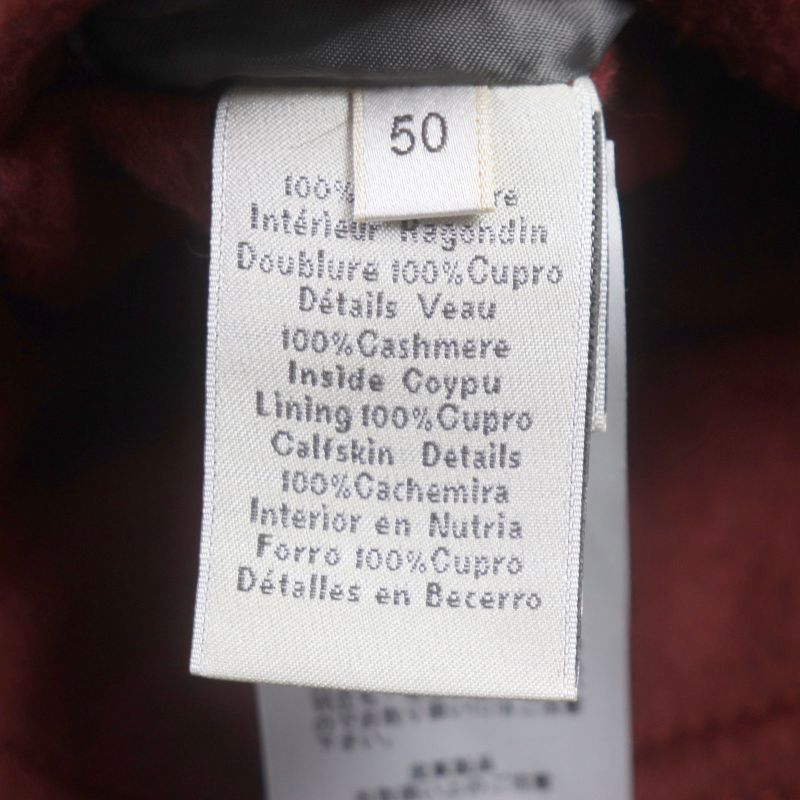 50
100%
Intérieur Ragondin
Doublure 100%Cupro
Détails Veau
100%Cashmere
Inside Coypu
Lining 100%Cupro
Calfskin Details
100%Cachemira
Interior en Nutria
Forro 100%Cupro
Détalles en Becerro